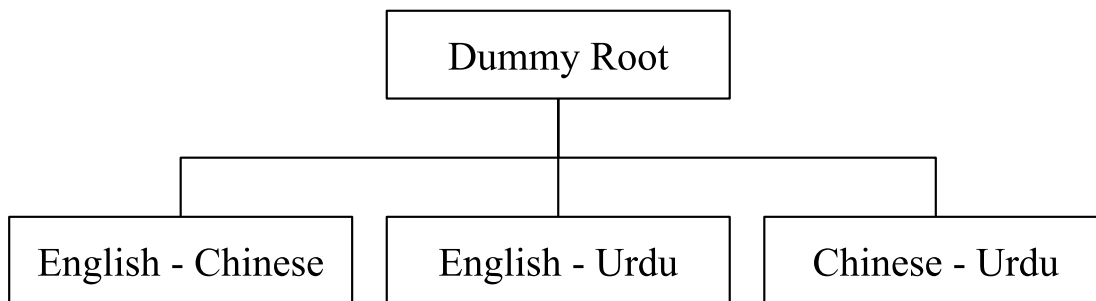 Dummy Root
English - Chinese
English - Urdu
Chinese - Urdu